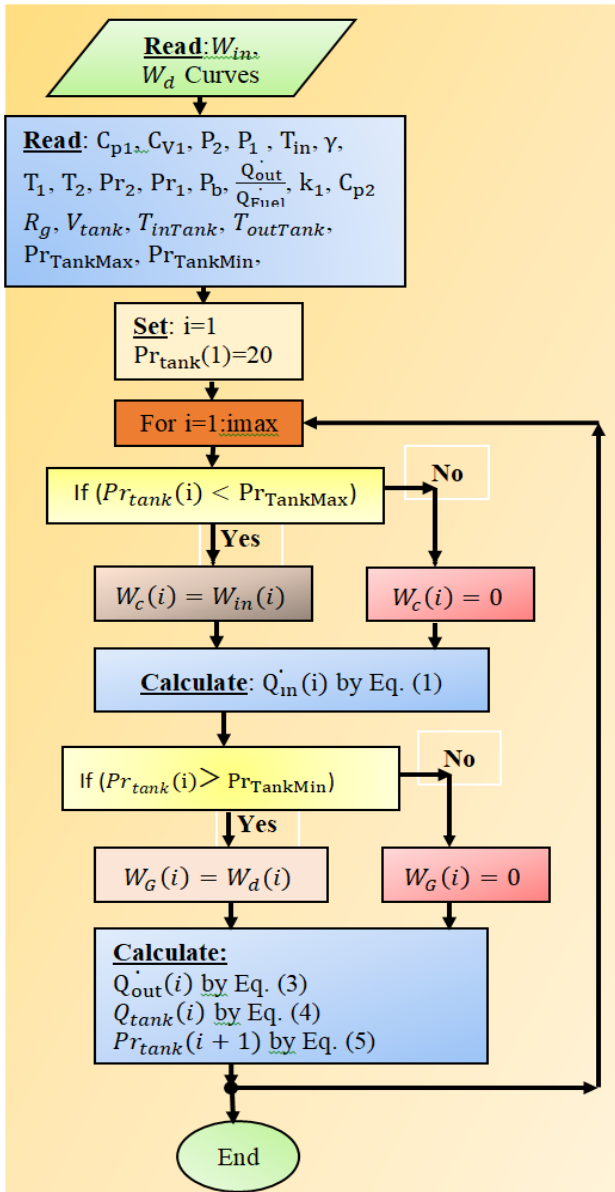 Read:W_in,
W_d Curves
Read: C_p1, C_V1, P_2, P_1 , T_in, γ,
T_1, T_2, Pr_2, Pr_1, P_b, Q̇_out/Q̇_Fuel, k_1, C_p2
R_g, V_tank, T_inTank, T_outTank,
Pr_TankMax, Pr_TankMin,
Set: i=1
Pr_tank(1)=20
For i=1:imax
If (Pr_tank(i) < Pr_TankMax)
No
Yes
W_c(i) = W_in(i)
W_c(i) = 0
Calculate: Q̇_in(i) by Eq. (1)
If (Pr_tank(i)> Pr_TankMin)
No
Yes
W_G(i) = W_d(i)
W_G(i) = 0
Calculate:
Q̇_out(i) by Eq. (3)
Q_tank(i) by Eq. (4)
Pr_tank(i + 1) by Eq. (5)
End